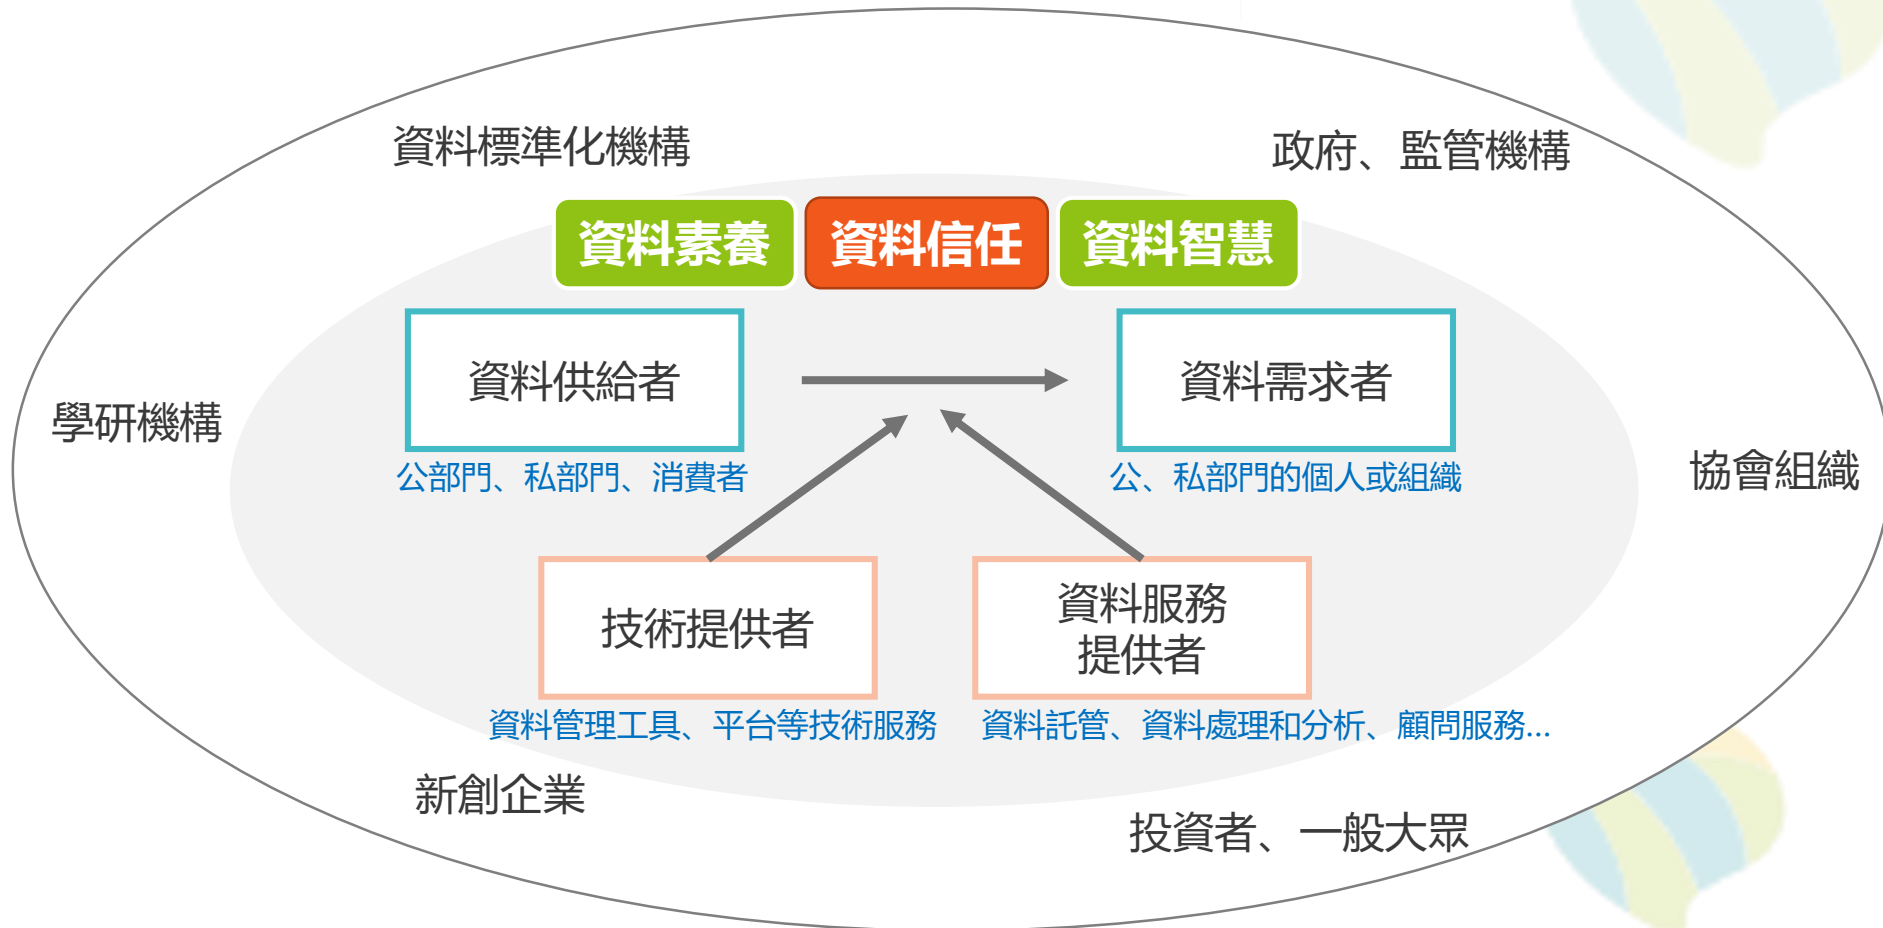 資料標準化機構
政府、監管機構
資料素養
資料信任
資料智慧
資料供給者
資料需求者
學研機構
公部門、私部門、消費者
公、私部門的個人或組織
協會組織
技術提供者
資料服務
提供者
資料管理工具、平台等技術服務
資料託管、資料處理和分析、顧問服務...
新創企業
投資者、一般大眾